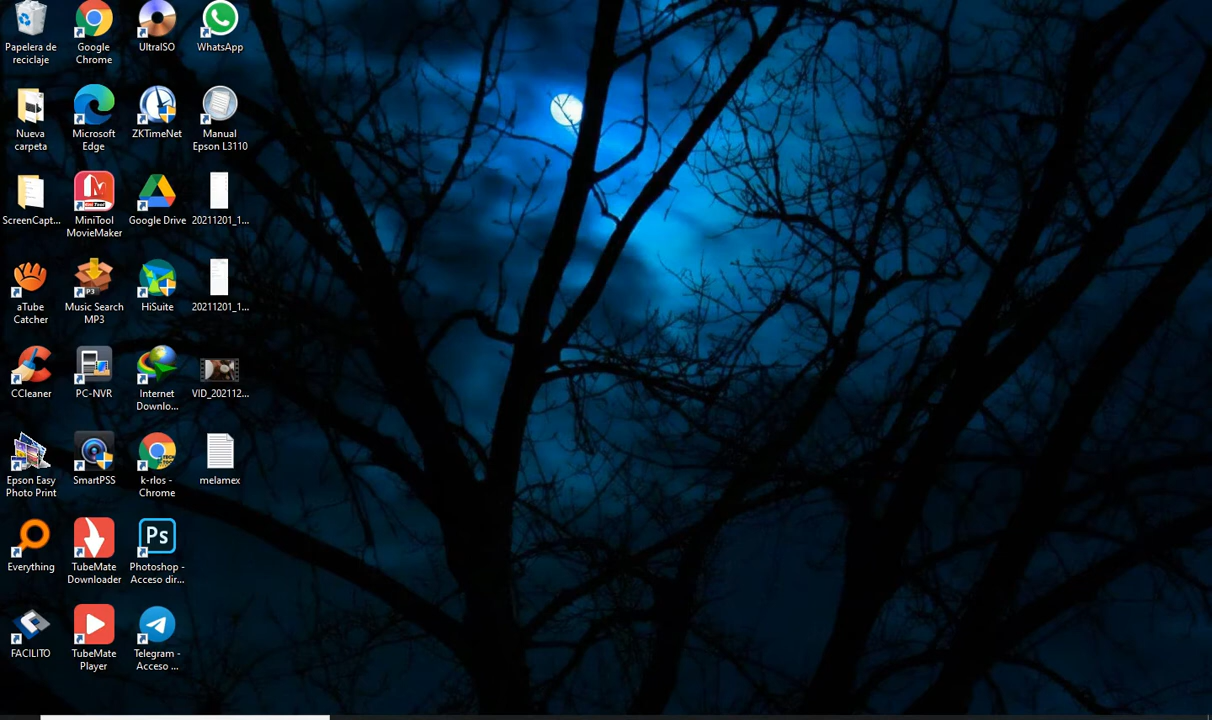 Papelera de
reciclaje
Google
Chrome
UltraISO
WhatsApp
Nueva
carpeta
Microsoft
Edge
ZKTimeNet
Manual
Epson L3110
ScreenCapt...
MiniTool
MovieMaker
Google Drive
20211201_1...
aTube
Catcher
Music Search
MP3
HiSuite
20211201_1...
CCleaner
PC-NVR
Internet
Downlo...
VID_202112...
Epson Easy
Photo Print
SmartPSS
k-rlos -
Chrome
melamex
Everything
TubeMate
Downloader
Ps
Photoshop -
Acceso dir...
FACILITO
TubeMate
Player
Telegram -
Acceso ...